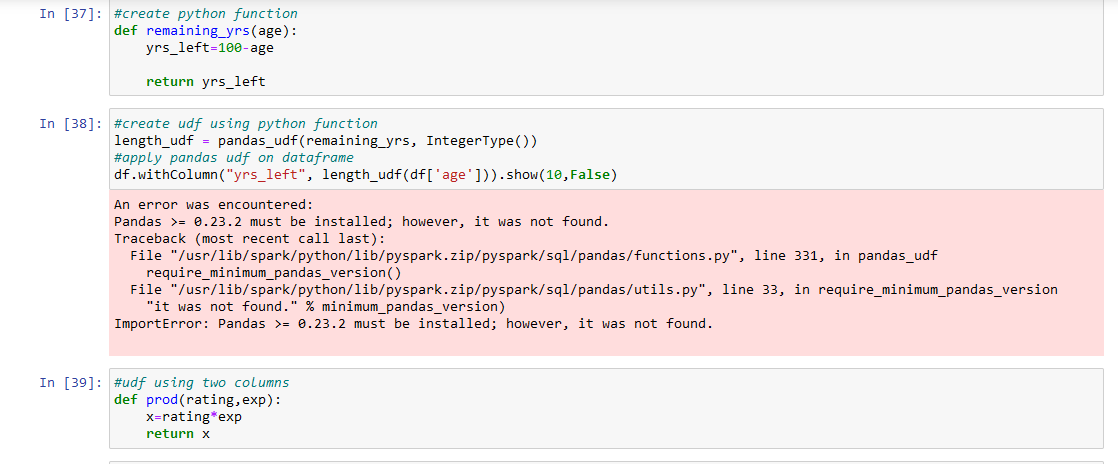 In [37]: #create python function
def remaining_yrs(age):
    yrs_left=100-age
    return yrs_left
In [38]: #create udf using python function
length_udf = pandas_udf(remaining_yrs, IntegerType())
#apply pandas udf on dataframe
df.withColumn("yrs_left", length_udf(df['age'])).show(10,False)
An error was encountered:
Pandas >= 0.23.2 must be installed; however, it was not found.
Traceback (most recent call last):
  File "/usr/lib/spark/python/lib/pyspark.zip/pyspark/sql/pandas/functions.py", line 331, in pandas_udf
    require_minimum_pandas_version()
  File "/usr/lib/spark/python/lib/pyspark.zip/pyspark/sql/pandas/utils.py", line 33, in require_minimum_pandas_version
    "it was not found." % minimum_pandas_version)
ImportError: Pandas >= 0.23.2 must be installed; however, it was not found.
In [39]: #udf using two columns
def prod(rating,exp):
    x=rating*exp
    return x